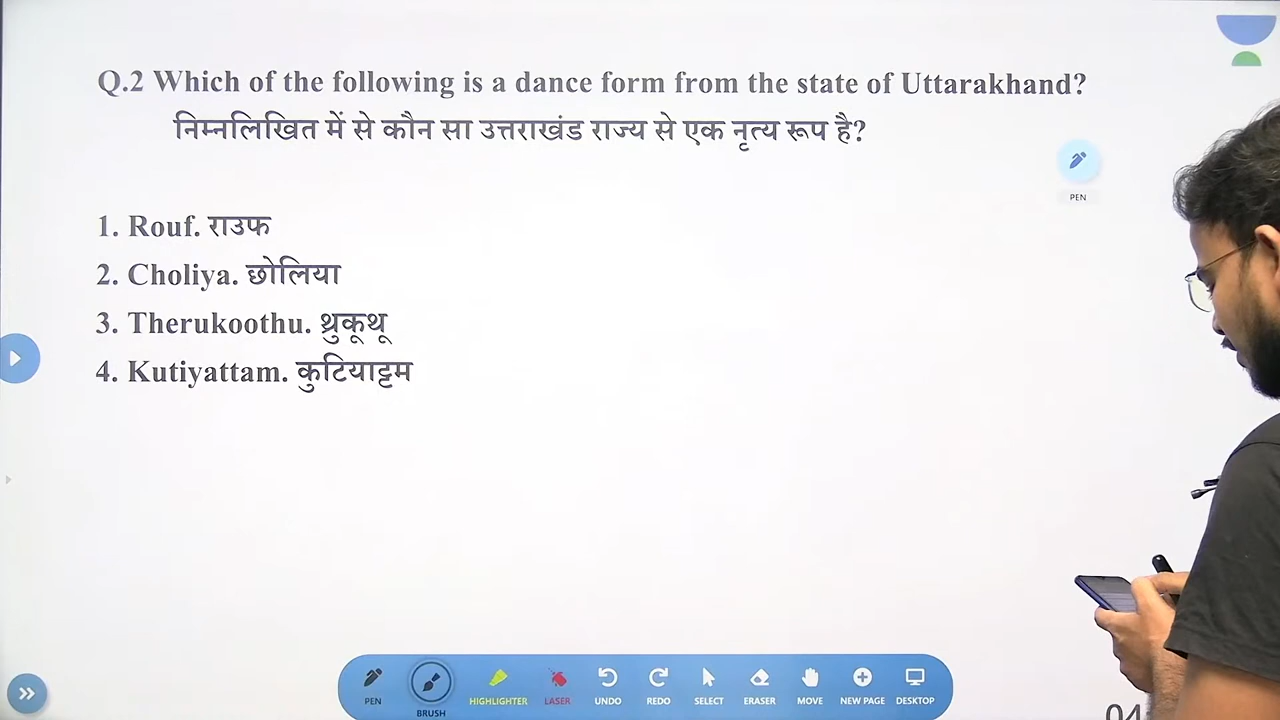 Q.2 Which of the following is a dance form from the state of Uttarakhand?
निम्नलिखित में से कौन सा उत्तराखंड राज्य से एक नृत्य रूप है?
PEN
1. Rouf. राउफ
2. Choliya. छोलिया
3. Therukoothu. थ्रुकूथू
4. Kutiyattam. कुटियाट्टम
PEN
BRUSH
HIGHLIGHTER
LASER
UNDO
REDO
SELECT
ERASER
MOVE
NEW PAGE
DESKTOP
04